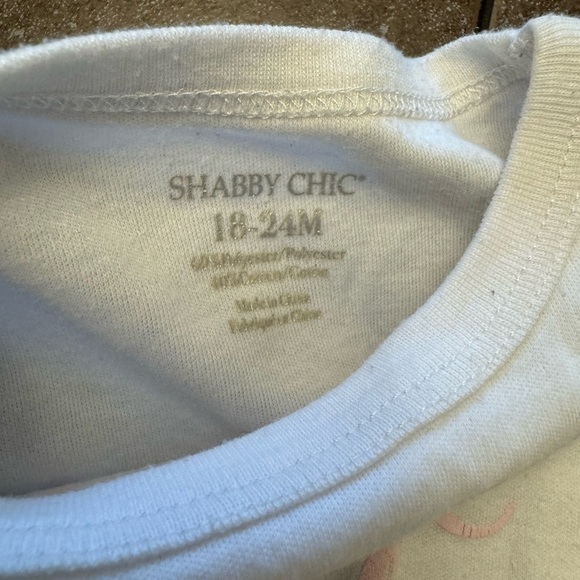 SHABBY CHIC®
18-24M
60%Polyester/Polyester
40%Cotton/Coton
Made in China
Fabriqué en Chine